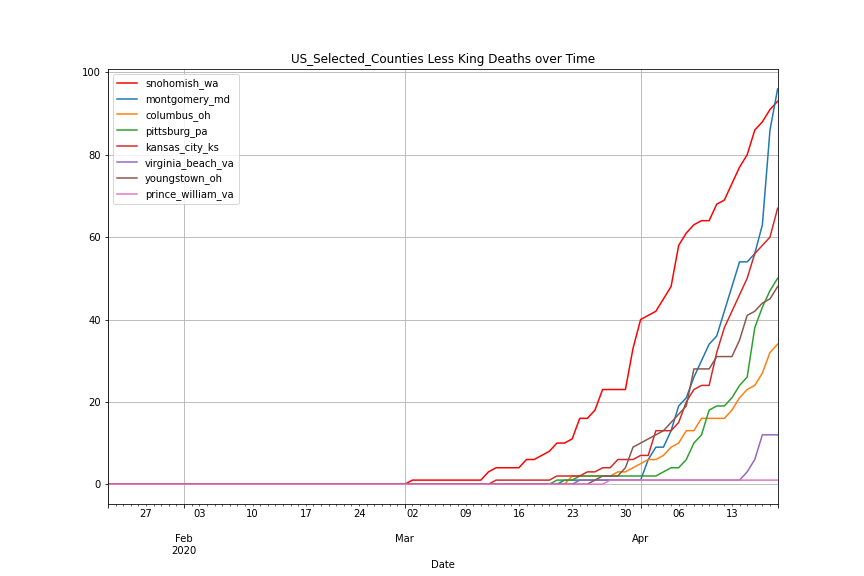 US_Selected_Counties Less King Deaths over Time
100
80
60
40
20
0
snohomish_wa
montgomery_md
columbus_oh
pittsburg_pa
kansas_city_ks
virginia_beach_va
youngstown_oh
prince_william_va
27 03 10 17 24 02 09 16 23 30 06 13
Feb Mar Apr
2020
Date